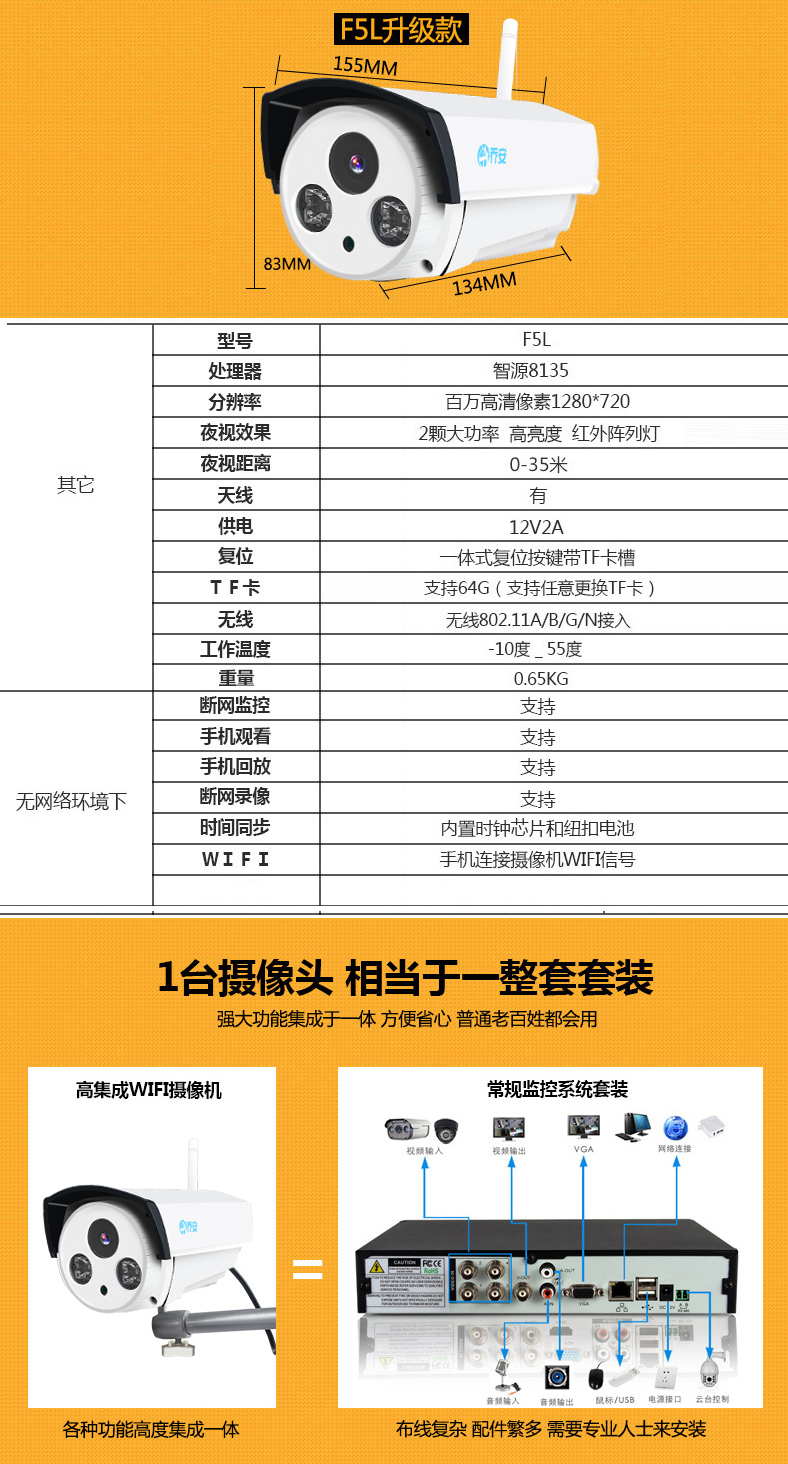 F5L升级款
155MM
乔安
83MM
134MM
其它
型号 F5L
处理器 智源8135
分辨率 百万高清像素1280*720
夜视效果 2颗大功率 高亮度 红外阵列灯
夜视距离 0-35米
天线 有
供电 12V2A
复位 一体式复位按键带TF卡槽
TF卡 支持64G（支持任意更换TF卡）
无线 无线802.11A/B/G/N接入
工作温度 -10度 _ 55度
重量 0.65KG
无网络环境下
断网监控 支持
手机观看 支持
手机回放 支持
断网录像 支持
时间同步 内置时钟芯片和纽扣电池
WIFI 手机连接摄像机WIFI信号
1台摄像头 相当于一整套套装
强大功能集成于一体 方便省心 普通老百姓都会用
高集成WIFI摄像机
乔安
各种功能高度集成一体
=
常规监控系统套装
视频输入 视频输出 VGA 网络连接
CAUTION FC CE
RoHS
VIDEO IN
V-OUT
A-OUT
A-IN
VGA
DC12V
A B
RS-485
音频输入 音频输出 鼠标/USB 电源接口 云台控制
布线复杂 配件繁多 需要专业人士来安装